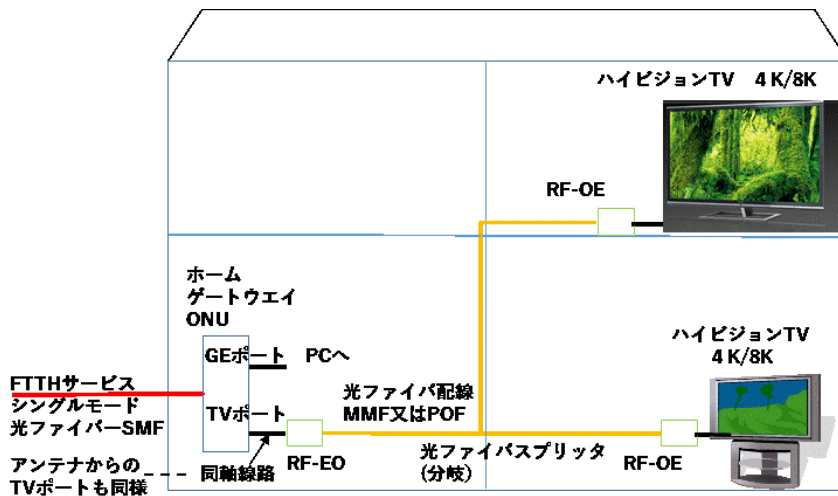 ハイビジョンTV 4K/8K
RF-OE
ホーム
ゲートウエイ
ONU
GEポート PCへ
ハイビジョンTV
4K/8K
FTTHサービス
シングルモード
光ファイバーSMF
TVポート
光ファイバ配線
MMF又はPOF
アンテナからの
TVポートも同様
同軸線路
RF-EO
光ファイバスプリッタ
(分岐)
RF-OE